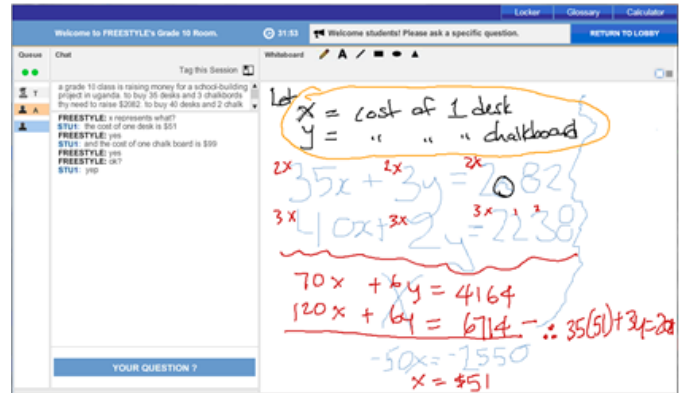 Locker Glossary Calculator
Welcome to FREESTYLE's Grade 10 Room.
31:53
Welcome students! Please ask a specific question.
RETURN TO LOBBY
Queue
Chat
Whiteboard
A
Tag this Session
T
A
a grade 10 class is raising money for a school-building
project in uganda. to buy 35 desks and 3 chalkbords
thy need to raise $2082. to buy 40 desks and 2 chalk
FREESTYLE: x represents what?
STU1: the cost of one desk is $51
FREESTYLE: yes
STU1: and the cost of one chalk board is $99
FREESTYLE: yes
FREESTYLE: ok?
STU1: yep
YOUR QUESTION ?
Let
x = cost of 1 desk
y = " " " chalkboard
2x 2x 2x
35x + 3y = 2082
3x 3x 3x
40x + 2y = 2238
70x + 6y = 4164
120x + 6y = 6714 -
∴ 35(51)+3y=
-50x = -2550
x = $51